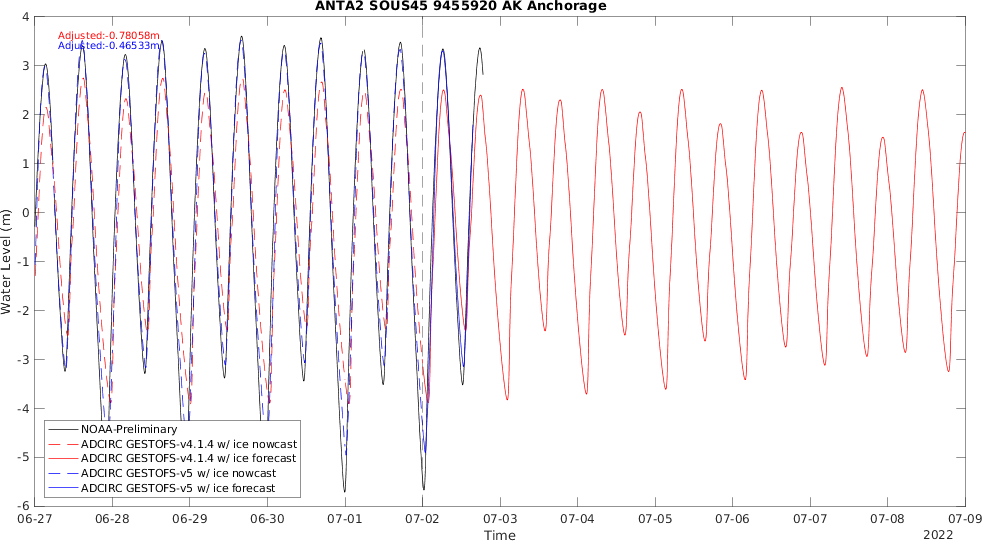 ANTA2 SOUS45 9455920 AK Anchorage
Adjusted:-0.78058m
Adjusted:-0.46533m
Water Level (m)
4
3
2
1
0
-1
-2
-3
-4
-5
-6
NOAA-Preliminary
ADCIRC GESTOFS-v4.1.4 w/ ice nowcast
ADCIRC GESTOFS-v4.1.4 w/ ice forecast
ADCIRC GESTOFS-v5 w/ ice nowcast
ADCIRC GESTOFS-v5 w/ ice forecast
06-27 06-28 06-29 06-30 07-01 07-02 07-03 07-04 07-05 07-06 07-07 07-08 07-09
Time
2022